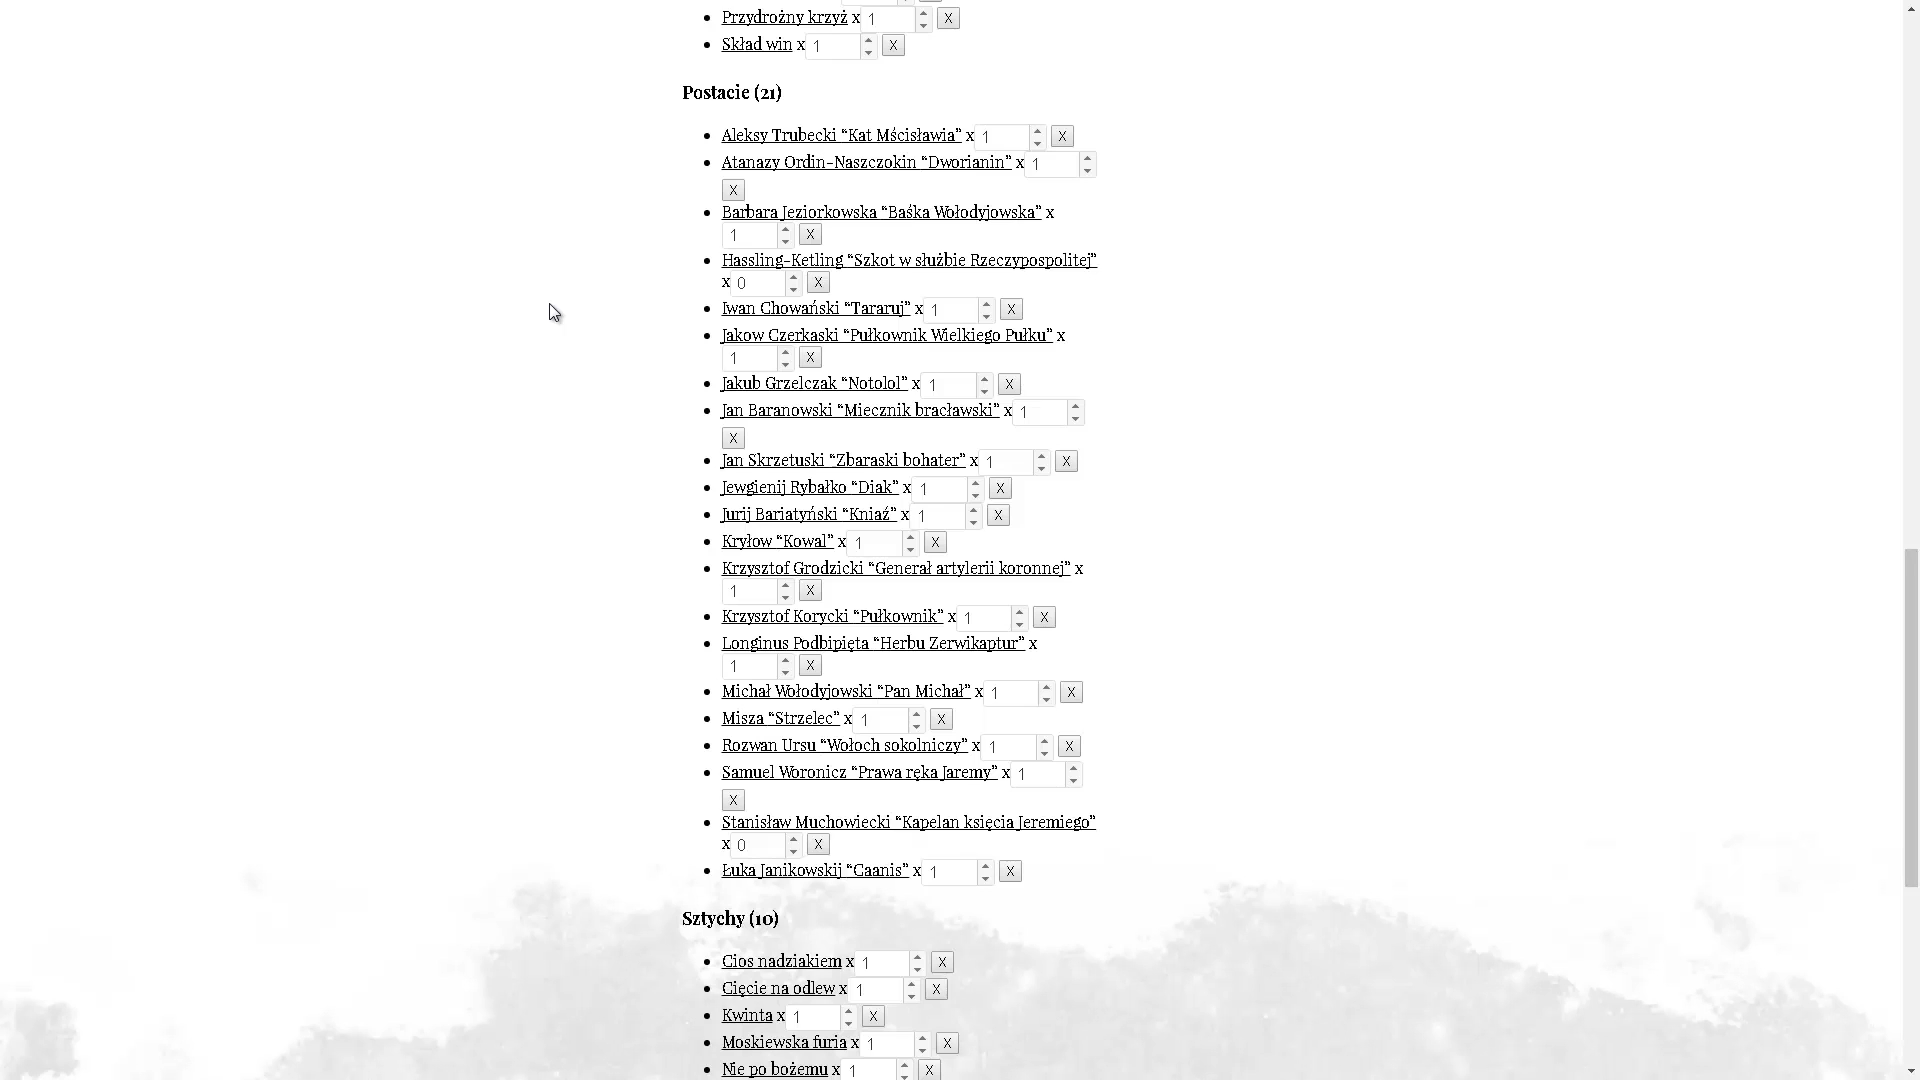 Przydrożny krzyż x 1 X
Skład win x 1 X
Postacie (21)
Aleksy Trubecki “Kat Mścisławia” x 1 X
Atanazy Ordin-Naszczokin “Dworianin” x 1
X
Barbara Jeziorkowska “Baśka Wołodyjowska” x
1 X
Hassling-Ketling “Szkot w służbie Rzeczypospolitej”
x 0 X
Iwan Chowański “Tararuj” x 1 X
Jakow Czerkaski “Pułkownik Wielkiego Pułku” x
1 X
Jakub Grzelczak “Notolol” x 1 X
Jan Baranowski “Miecznik bracławski” x 1
X
Jan Skrzetuski “Zbaraski bohater” x 1 X
Jewgienij Rybałko “Diak” x 1 X
Jurij Bariatyński “Kniaź” x 1 X
Kryłow “Kowal” x 1 X
Krzysztof Grodzicki “Generał artylerii koronnej” x
1 X
Krzysztof Korycki “Pułkownik” x 1 X
Longinus Podbipięta “Herbu Zerwikaptur” x
1 X
Michał Wołodyjowski “Pan Michał” x 1 X
Misza “Strzelec” x 1 X
Rozwan Ursu “Wołoch sokolniczy” x 1 X
Samuel Woronicz “Prawa ręka Jaremy” x 1
X
Stanisław Muchowiecki “Kapelan księcia Jeremiego”
x 0 X
Łuka Janikowskij “Caanis” x 1 X
Sztychy (10)
Cios nadziakiem x 1 X
Cięcie na odlew x 1 X
Kwinta x 1 X
Moskiewska furia x 1 X
Nie po bożemu x 1 X